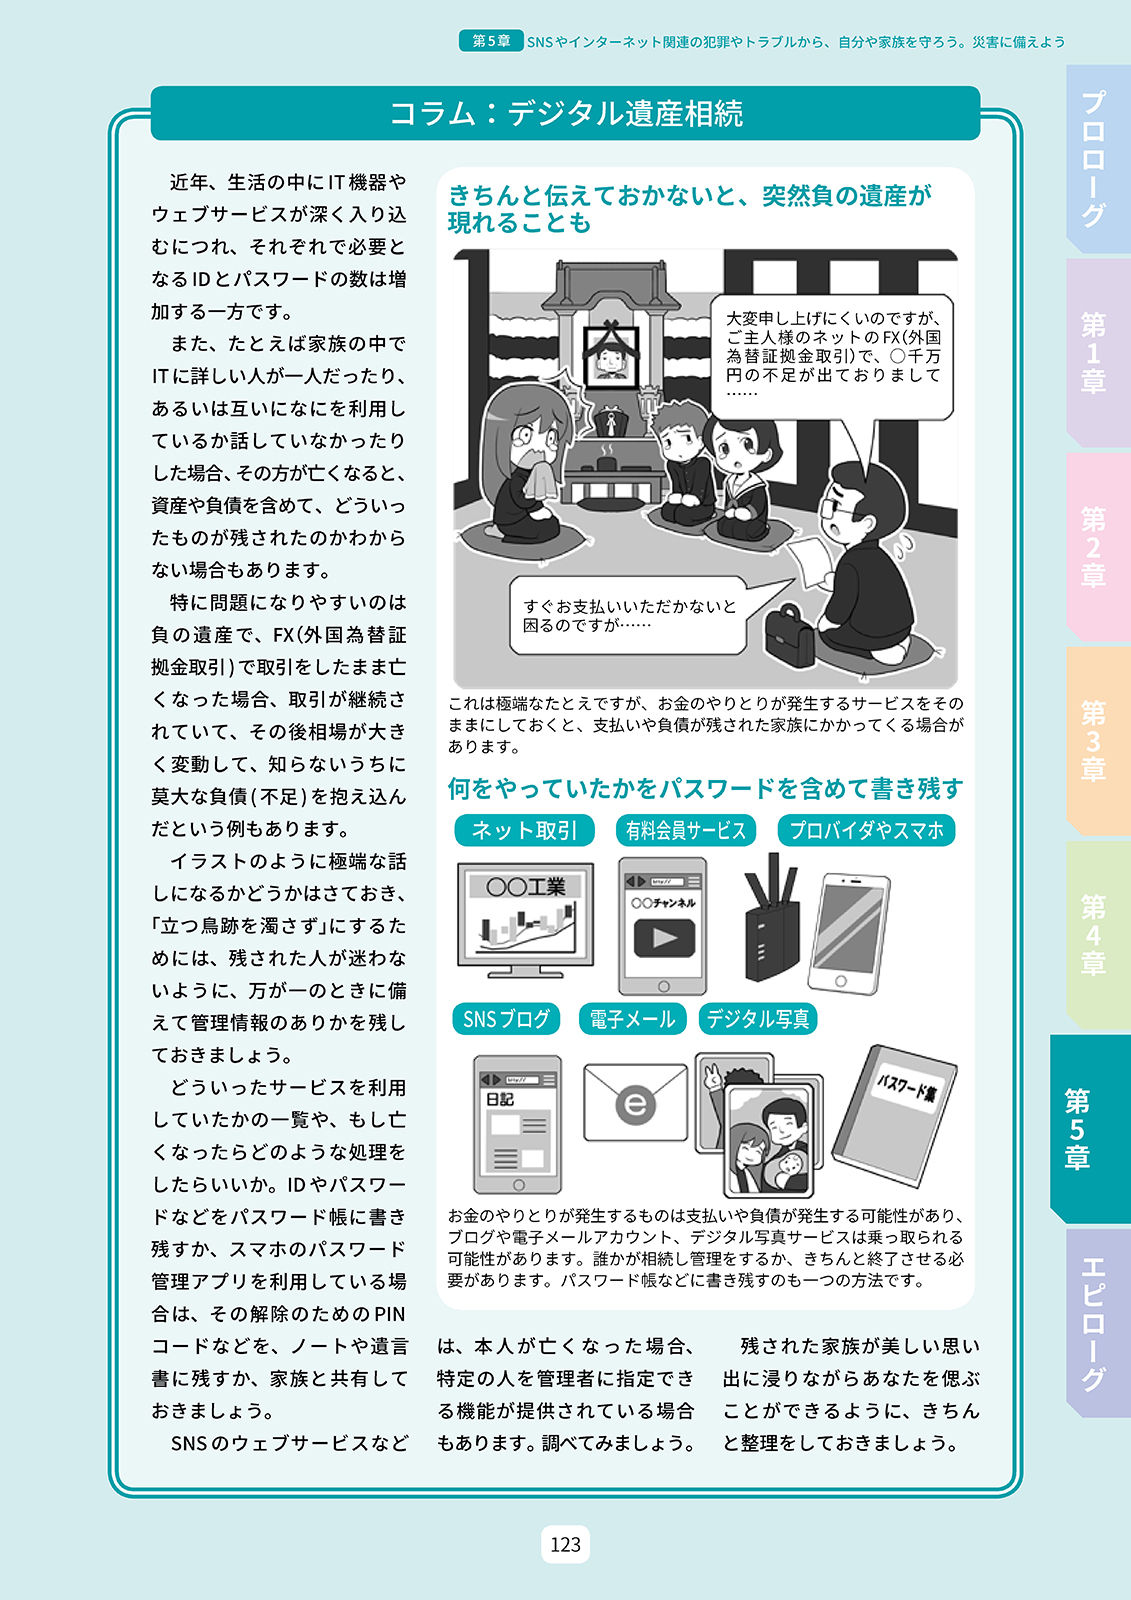 第5章 SNSやインターネット関連の犯罪やトラブルから、自分や家族を守ろう。災害に備えよう
コラム：デジタル遺産相続
近年、生活の中にIT機器や
ウェブサービスが深く入り込
むにつれ、それぞれで必要と
なるIDとパスワードの数は増
加する一方です。
また、たとえば家族の中で
ITに詳しい人が一人だったり、
あるいは互いになにを利用し
ているか話していなかったり
した場合、その方が亡くなると、
資産や負債を含めて、どういっ
たものが残されたのかわから
ない場合もあります。
特に問題になりやすいのは
負の遺産で、FX(外国為替証
拠金取引)で取引をしたまま亡
くなった場合、取引が継続さ
れていて、その後相場が大き
く変動して、知らないうちに
莫大な負債(不足)を抱え込ん
だという例もあります。
イラストのように極端な話
しになるかどうかはさておき、
「立つ鳥跡を濁さず」にするた
めには、残された人が迷わな
いように、万が一のときに備
えて管理情報のありかを残し
ておきましょう。
どういったサービスを利用
していたかの一覧や、もし亡
くなったらどのような処理を
したらいいか。IDやパスワー
ドなどをパスワード帳に書き
残すか、スマホのパスワード
管理アプリを利用している場
合は、その解除のためのPIN
コードなどを、ノートや遺言
書に残すか、家族と共有して
おきましょう。
SNSのウェブサービスなど
きちんと伝えておかないと、突然負の遺産が
現れることも
大変申し上げにくいのですが、
ご主人様のネットのFX(外国
為替証拠金取引)で、○千万
円の不足が出ておりまして
……
すぐお支払いいただかないと
困るのですが……
これは極端なたとえですが、お金のやりとりが発生するサービスをその
ままにしておくと、支払いや負債が残された家族にかかってくる場合が
あります。
何をやっていたかをパスワードを含めて書き残す
ネット取引 有料会員サービス プロバイダやスマホ
○○工業
http://
○○チャンネル
SNSブログ 電子メール デジタル写真
http://
日記
e
パスワード集
お金のやりとりが発生するものは支払いや負債が発生する可能性があり、
ブログや電子メールアカウント、デジタル写真サービスは乗っ取られる
可能性があります。誰かが相続し管理をするか、きちんと終了させる必
要があります。パスワード帳などに書き残すのも一つの方法です。
は、本人が亡くなった場合、
特定の人を管理者に指定でき
る機能が提供されている場合
もあります。調べてみましょう。
残された家族が美しい思い
出に浸りながらあなたを偲ぶ
ことができるように、きちん
と整理をしておきましょう。
プロローグ
第1章
第2章
第3章
第4章
第5章
エピローグ
123